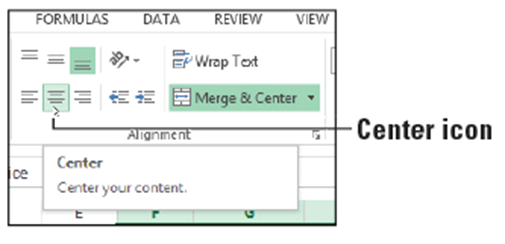 FORMULAS DATA REVIEW VIEW
Wrap Text
Merge & Center
Center icon
Alignment
Center
ice
Center your content.
E F G